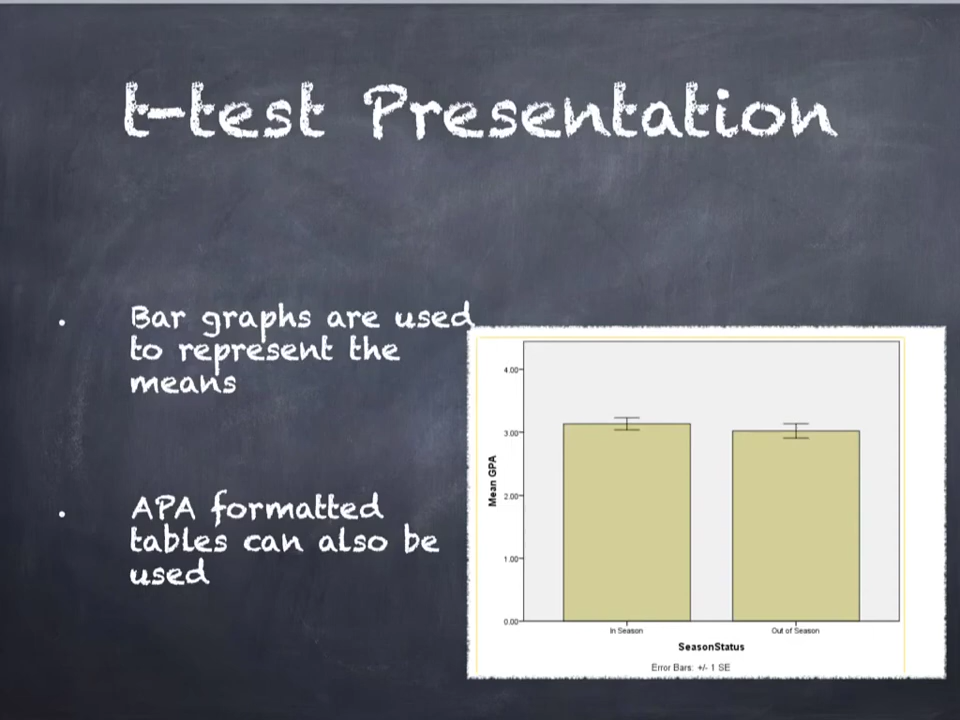 t-test Presentation
. Bar graphs are used
to represent the
means
. APA formatted
tables can also be
used
4.00
3.00
2.00
1.00
0.00
Mean GPA
In Season
Out of Season
SeasonStatus
Error Bars: +/- 1 SE